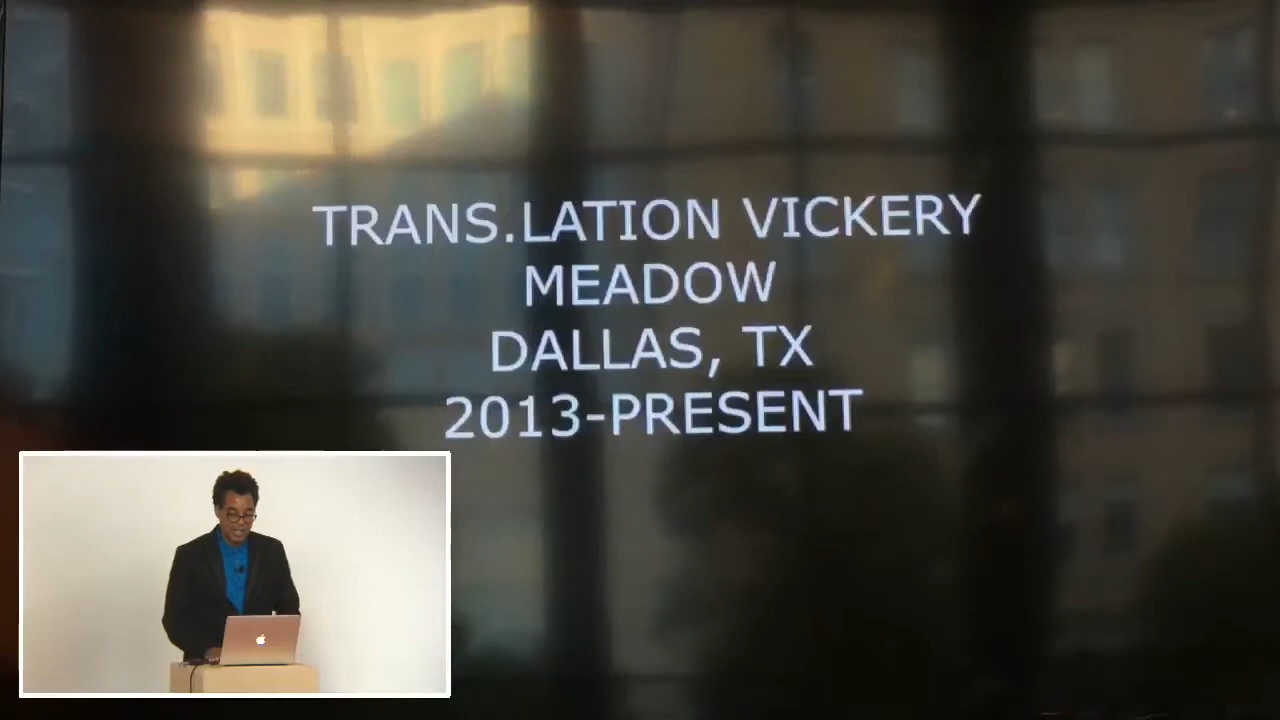 TRANS.LATION VICKERY
MEADOW
DALLAS, TX
2013-PRESENT